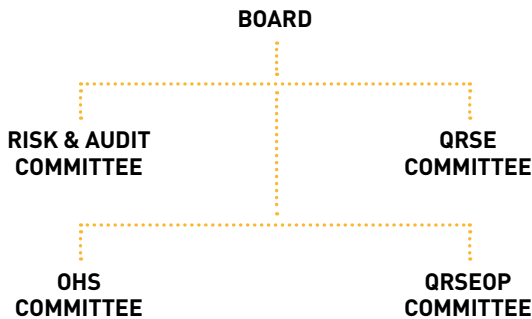 BOARD
RISK & AUDIT
COMMITTEE
QRSE
COMMITTEE
OHS
COMMITTEE
QRSEOP
COMMITTEE